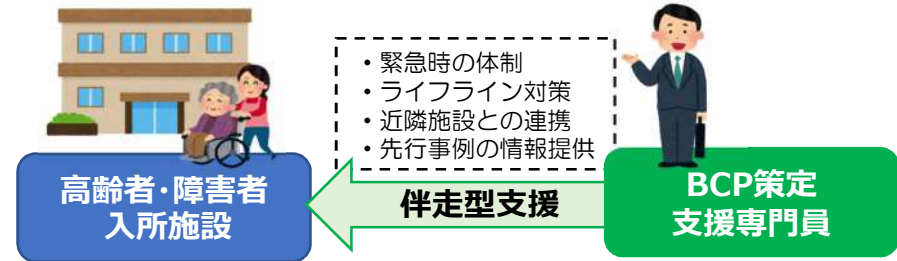 ・緊急時の体制
・ライフライン対策
・近隣施設との連携
・先行事例の情報提供
高齢者・障害者
入所施設
伴走型支援
BCP策定
支援専門員